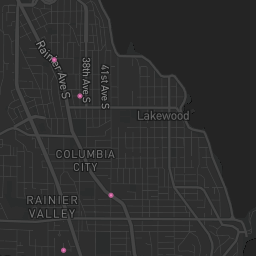 Rainier Ave S
38th Ave S
41st Ave S
Lakewood
COLUMBIA
CITY
RAINIER
VALLEY